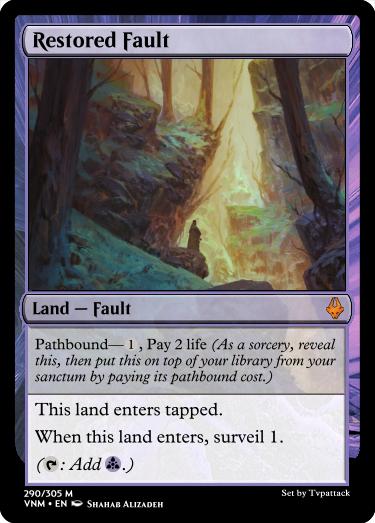 Restored Fault
Land — Fault
Pathbound— 1 , Pay 2 life (As a sorcery, reveal
this, then put this on top of your library from your
sanctum by paying its pathbound cost.)
This land enters tapped.
When this land enters, surveil 1.
( : Add .)
290/305 M
Set by Tvpattack
VNM • EN Shahab Alizadeh